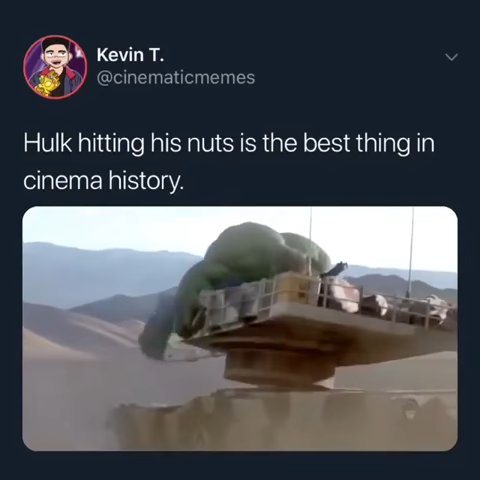 Kevin T.
@cinematicmemes
Hulk hitting his nuts is the best thing in
cinema history.